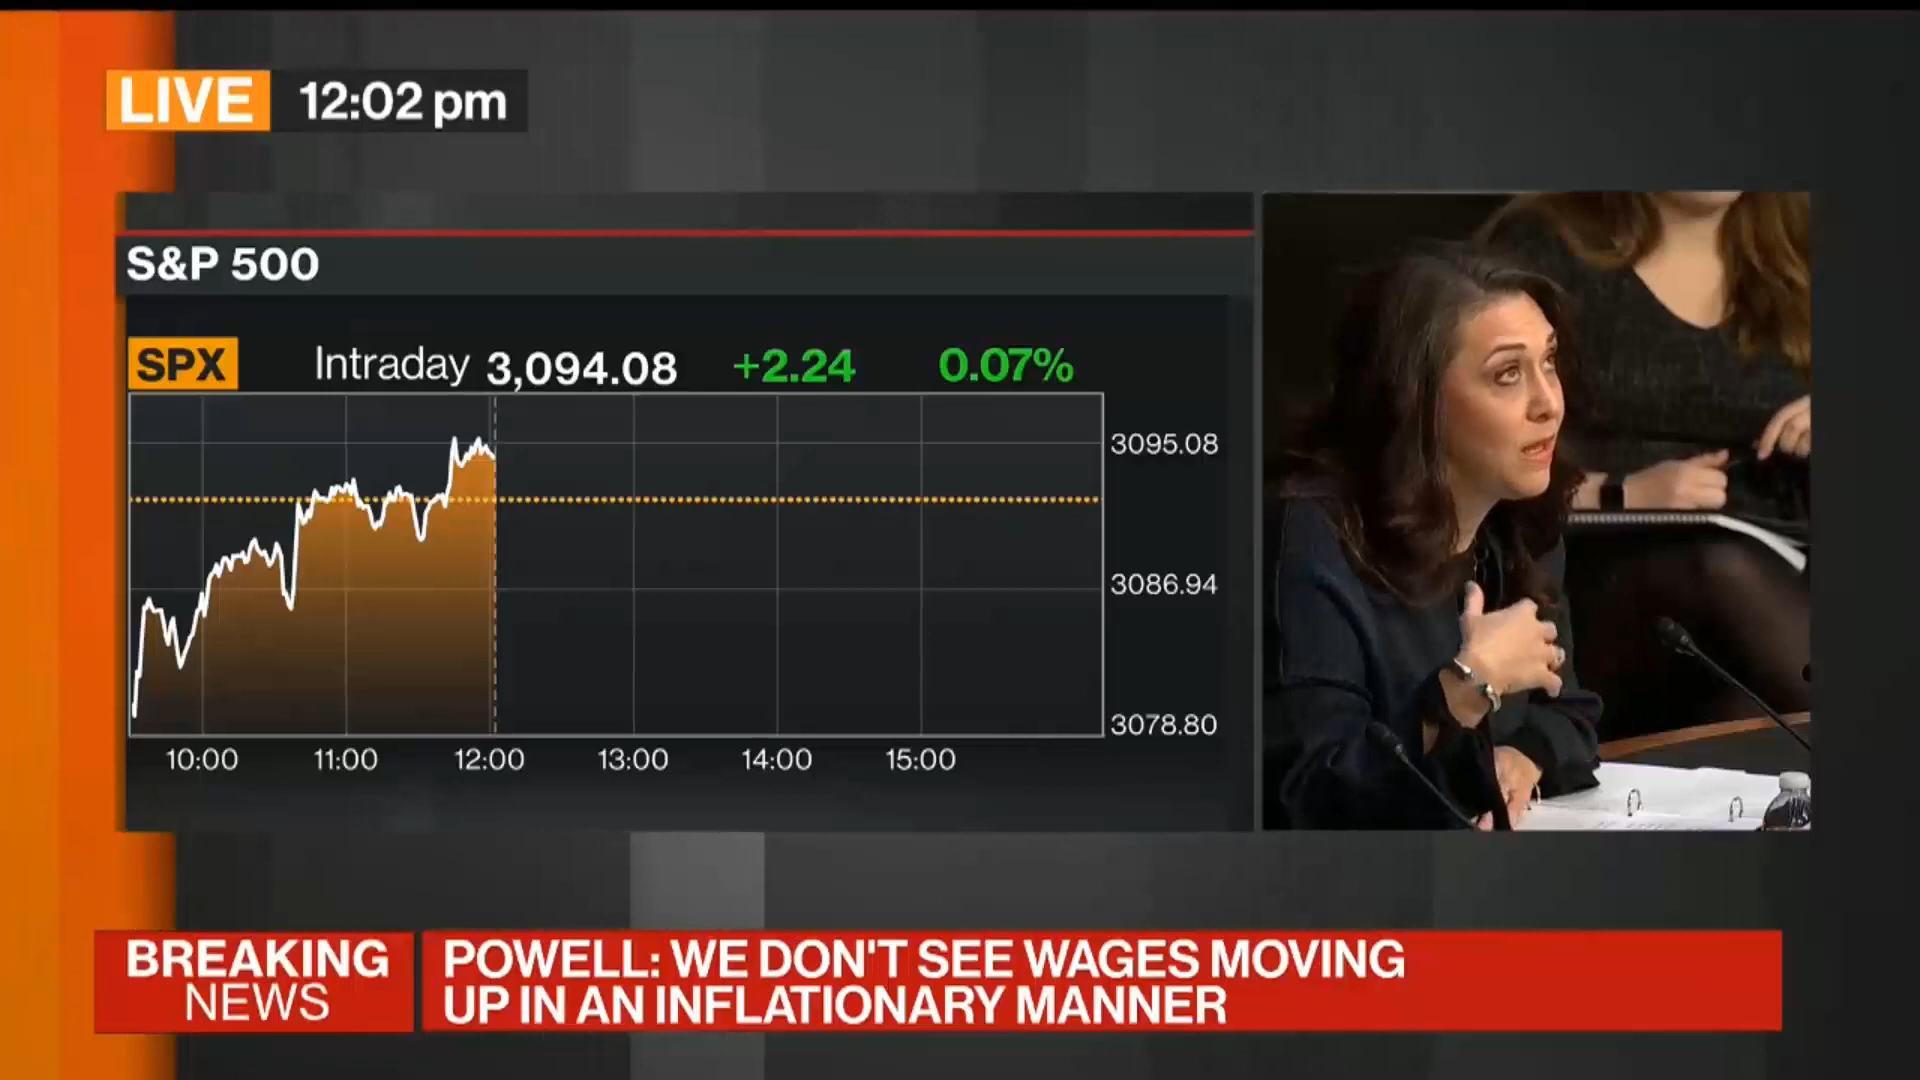 LIVE 12:02 pm
S&P 500
SPX Intraday 3,094.08 +2.24 0.07%
3095.08
3086.94
3078.80
10:00 11:00 12:00 13:00 14:00 15:00
BREAKING
NEWS
POWELL: WE DON'T SEE WAGES MOVING
UP IN AN INFLATIONARY MANNER